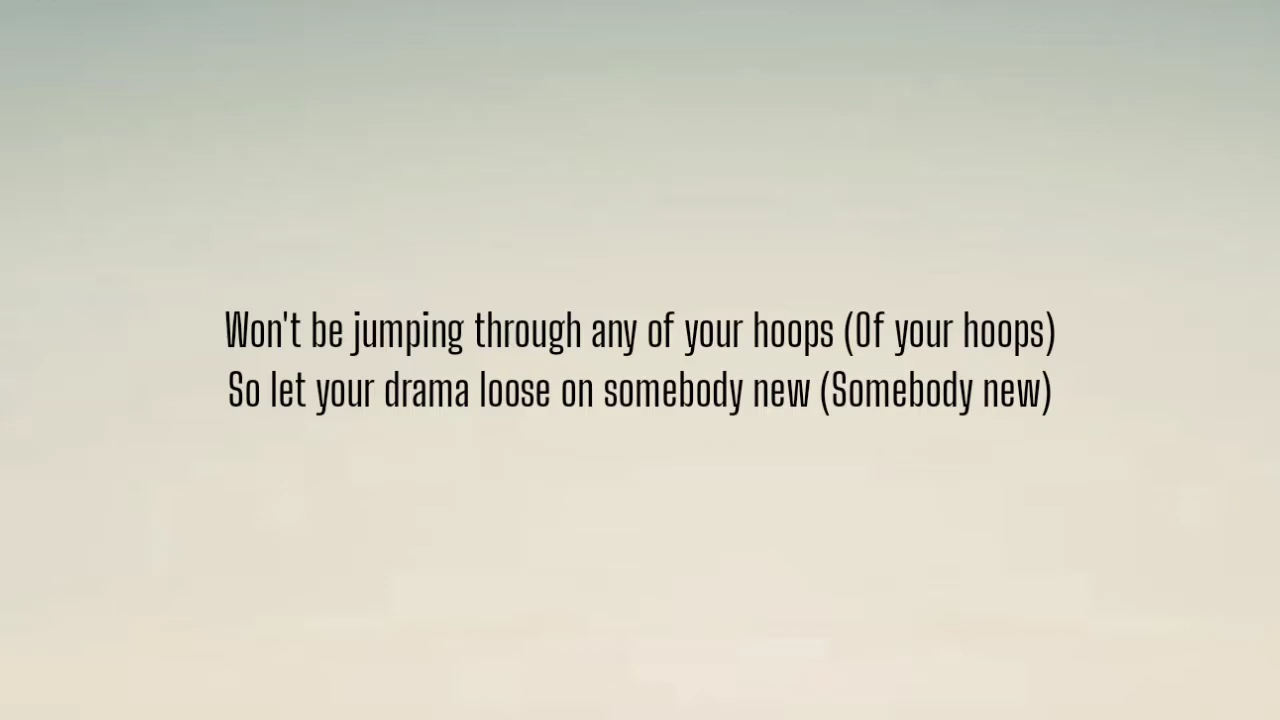 Won't be jumping through any of your hoops (Of your hoops)
So let your drama loose on somebody new (Somebody new)